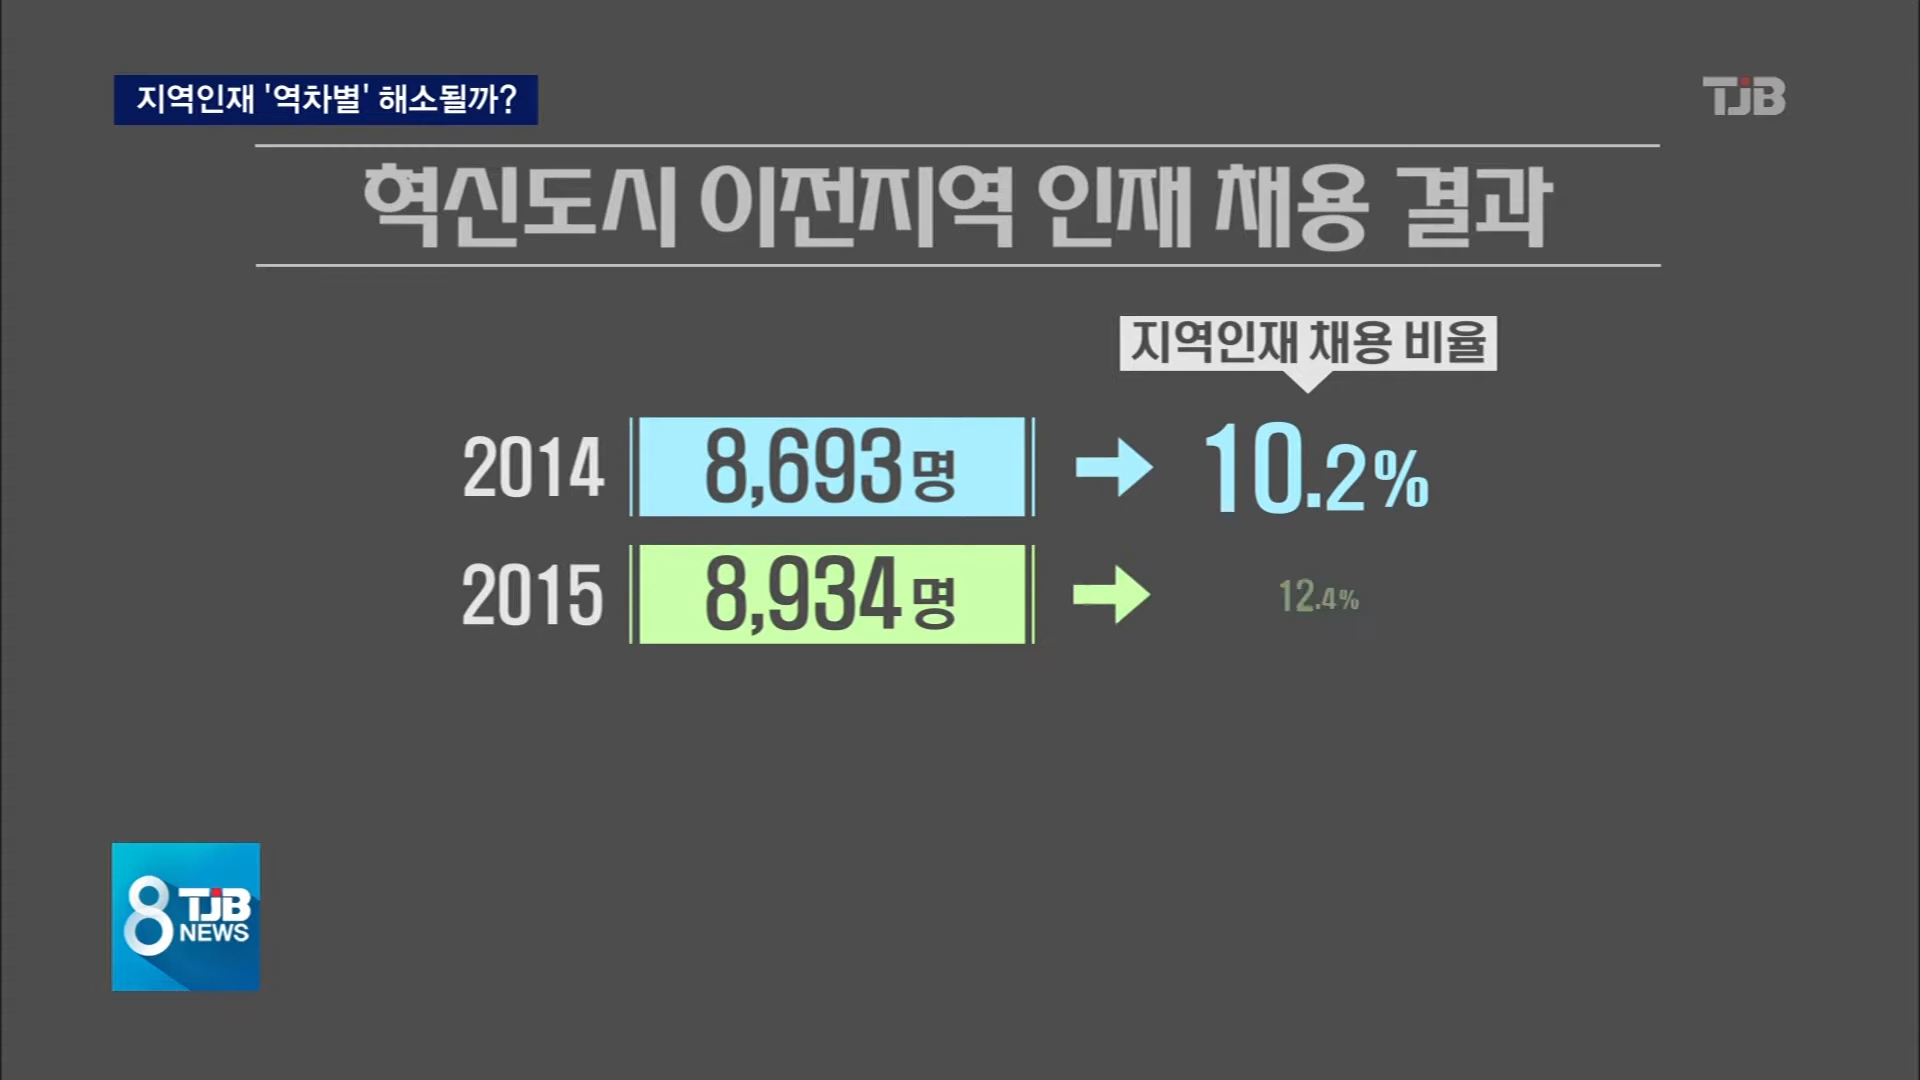 지역인재 '역차별' 해소될까?
TJB
혁신도시 이전지역 인재 채용 결과
지역인재 채용 비율
2014 8,693명 10.2%
2015 8,934명 12.4%
8 TJB
NEWS